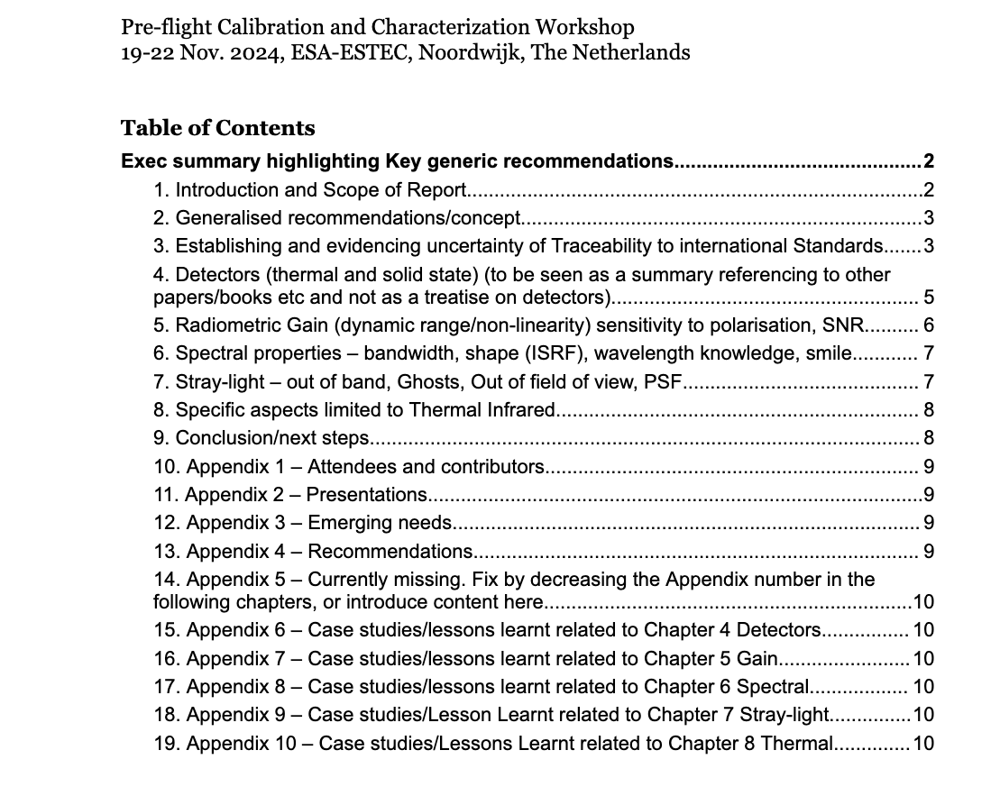 Pre-flight Calibration and Characterization Workshop
19-22 Nov. 2024, ESA-ESTEC, Noordwijk, The Netherlands
Table of Contents
Exec summary highlighting Key generic recommendations.............................................2
1. Introduction and Scope of Report...................................................................................2
2. Generalised recommendations/concept.........................................................................3
3. Establishing and evidencing uncertainty of Traceability to international Standards.......3
4. Detectors (thermal and solid state) (to be seen as a summary referencing to other
papers/books etc and not as a treatise on detectors)........................................................ 5
5. Radiometric Gain (dynamic range/non-linearity) sensitivity to polarisation, SNR.......... 6
6. Spectral properties – bandwidth, shape (ISRF), wavelength knowledge, smile............ 7
7. Stray-light – out of band, Ghosts, Out of field of view, PSF........................................... 7
8. Specific aspects limited to Thermal Infrared.................................................................. 8
9. Conclusion/next steps.................................................................................................... 8
10. Appendix 1 – Attendees and contributors.................................................................... 9
11. Appendix 2 – Presentations..........................................................................................9
12. Appendix 3 – Emerging needs..................................................................................... 9
13. Appendix 4 – Recommendations................................................................................. 9
14. Appendix 5 – Currently missing. Fix by decreasing the Appendix number in the
following chapters, or introduce content here...................................................................10
15. Appendix 6 – Case studies/lessons learnt related to Chapter 4 Detectors................ 10
16. Appendix 7 – Case studies/lessons learnt related to Chapter 5 Gain........................ 10
17. Appendix 8 – Case studies/lessons learnt related to Chapter 6 Spectral.................. 10
18. Appendix 9 – Case studies/Lesson Learnt related to Chapter 7 Stray-light...............10
19. Appendix 10 – Case studies/Lessons Learnt related to Chapter 8 Thermal.............. 10